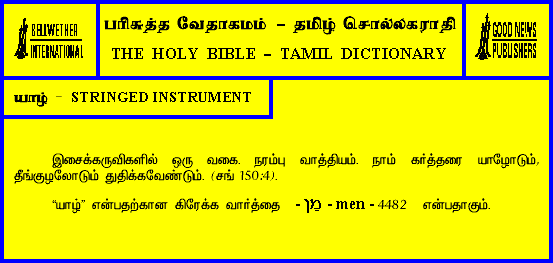 BELLWETHER
INTERNATIONAL
பரிசுத்த வேதாகமம் – தமிழ் சொல்லகராதி
THE HOLY BIBLE – TAMIL DICTIONARY
GOOD NEWS
PUBLISHERS
யாழ் – STRINGED INSTRUMENT
இசைக்கருவிகளில் ஒரு வகை. நரம்பு வாத்தியம். நாம் கர்த்தரை யாழோடும்,
தீங்குழலோடும் துதிக்கவேண்டும். (சங் 150:4).
“யாழ்” என்பதற்கான கிரேக்க வார்த்தை - מֵן - men - 4482 என்பதாகும்.